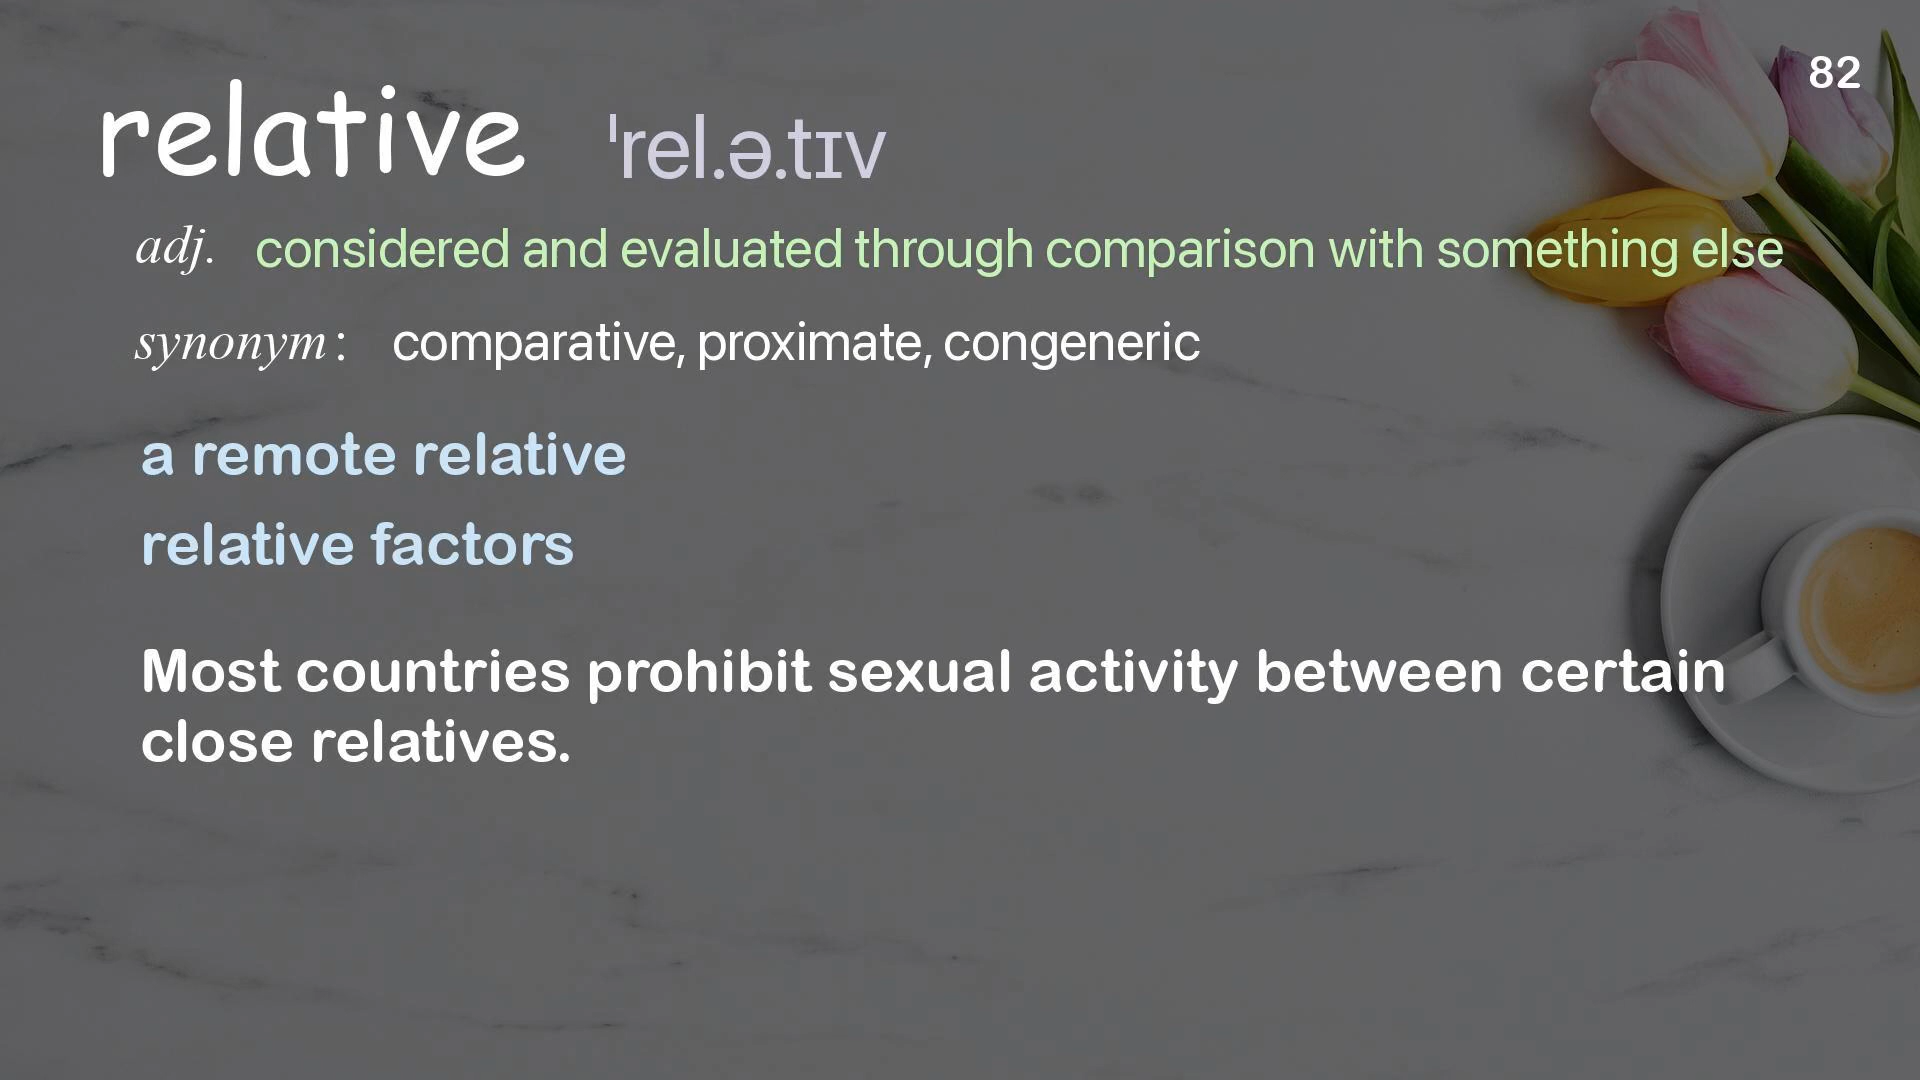 82
relative ˈrel.ə.tɪv
adj. considered and evaluated through comparison with something else
synonym: comparative, proximate, congeneric
a remote relative
relative factors
Most countries prohibit sexual activity between certain
close relatives.